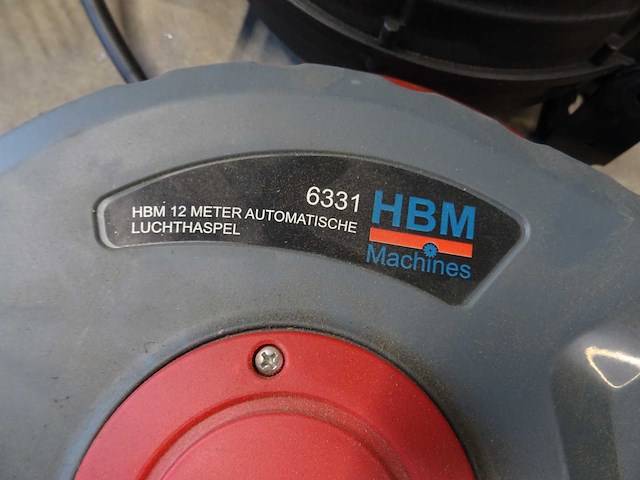 6331
HBM 12 METER AUTOMATISCHE
LUCHTHASPEL
HBM
Machines